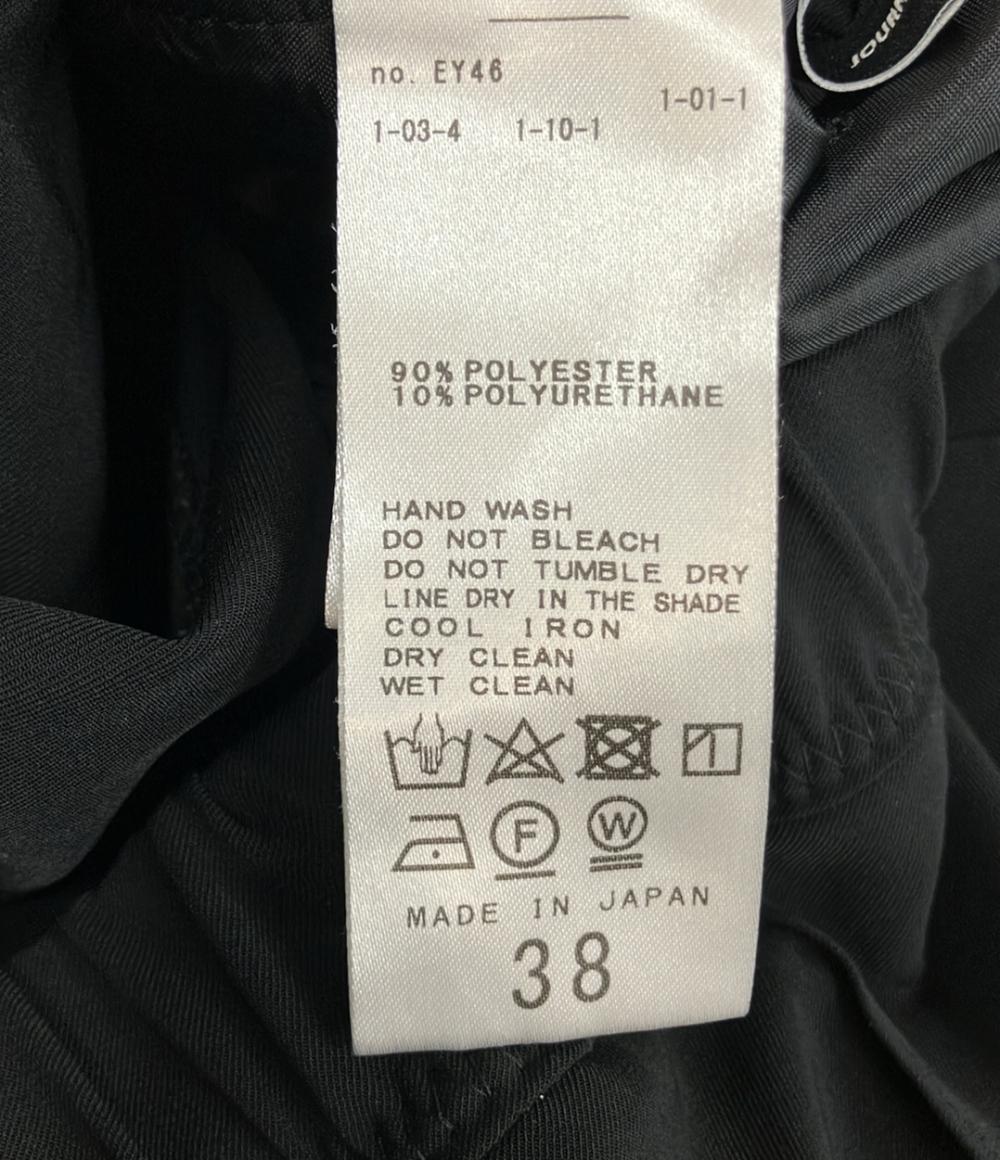 no. EY46
1-01-1
1-03-4 1-10-1
90% POLYESTER
10% POLYURETHANE
HAND WASH
DO NOT BLEACH
DO NOT TUMBLE DRY
LINE DRY IN THE SHADE
COOL IRON
DRY CLEAN
WET CLEAN
F W
MADE IN JAPAN
38